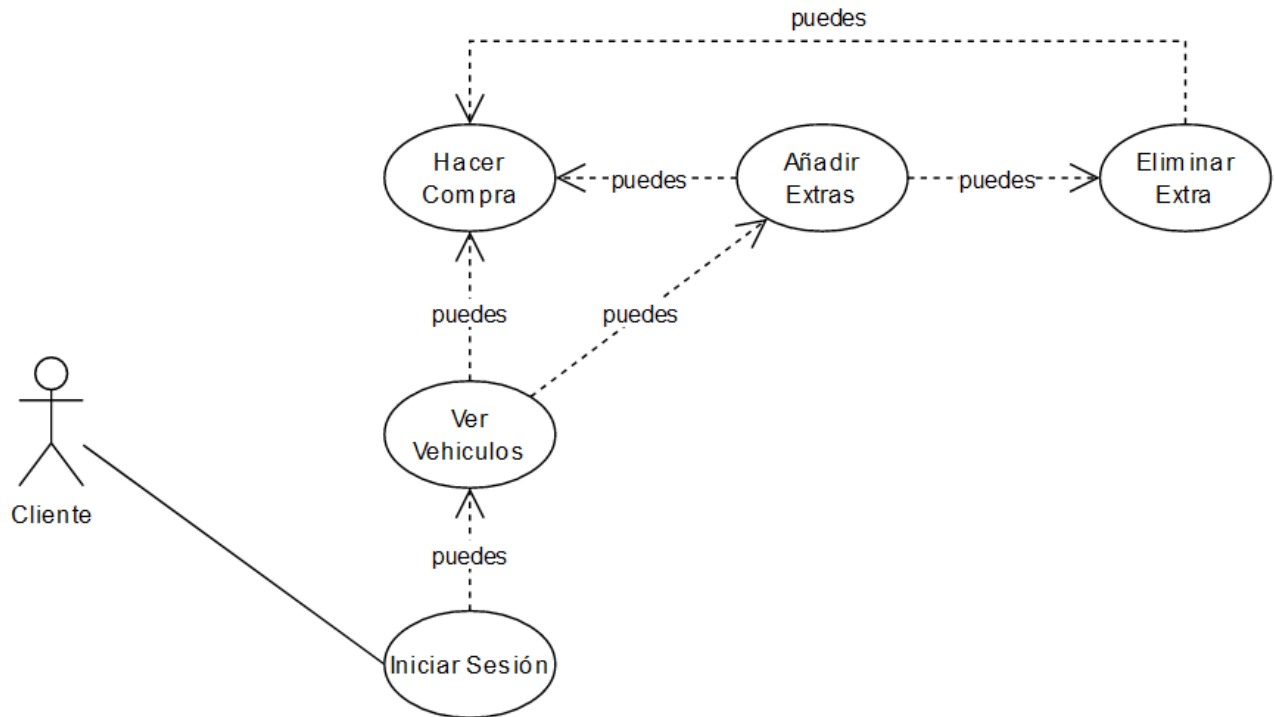 puedes
Hacer
Compra
puedes
Añadir
Extras
puedes
Eliminar
Extra
puedes
puedes
Ver
Vehiculos
Cliente
puedes
Iniciar Sesión